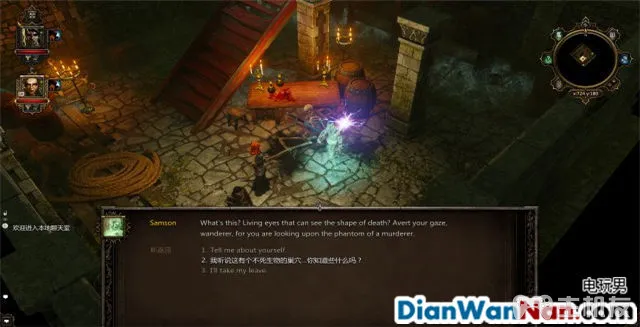 x:724 y:180
欢迎进入本地聊天室
Samson
What's this? Living eyes that can see the shape of death? Avert your gaze,
wanderer, for you are looking upon the phantom of a murderer.
1. Tell me about yourself.
2. 我听说这有个不死生物的巢穴...你知道些什么吗？
3. I'll take my leave.
电玩男
DianWanNan.com